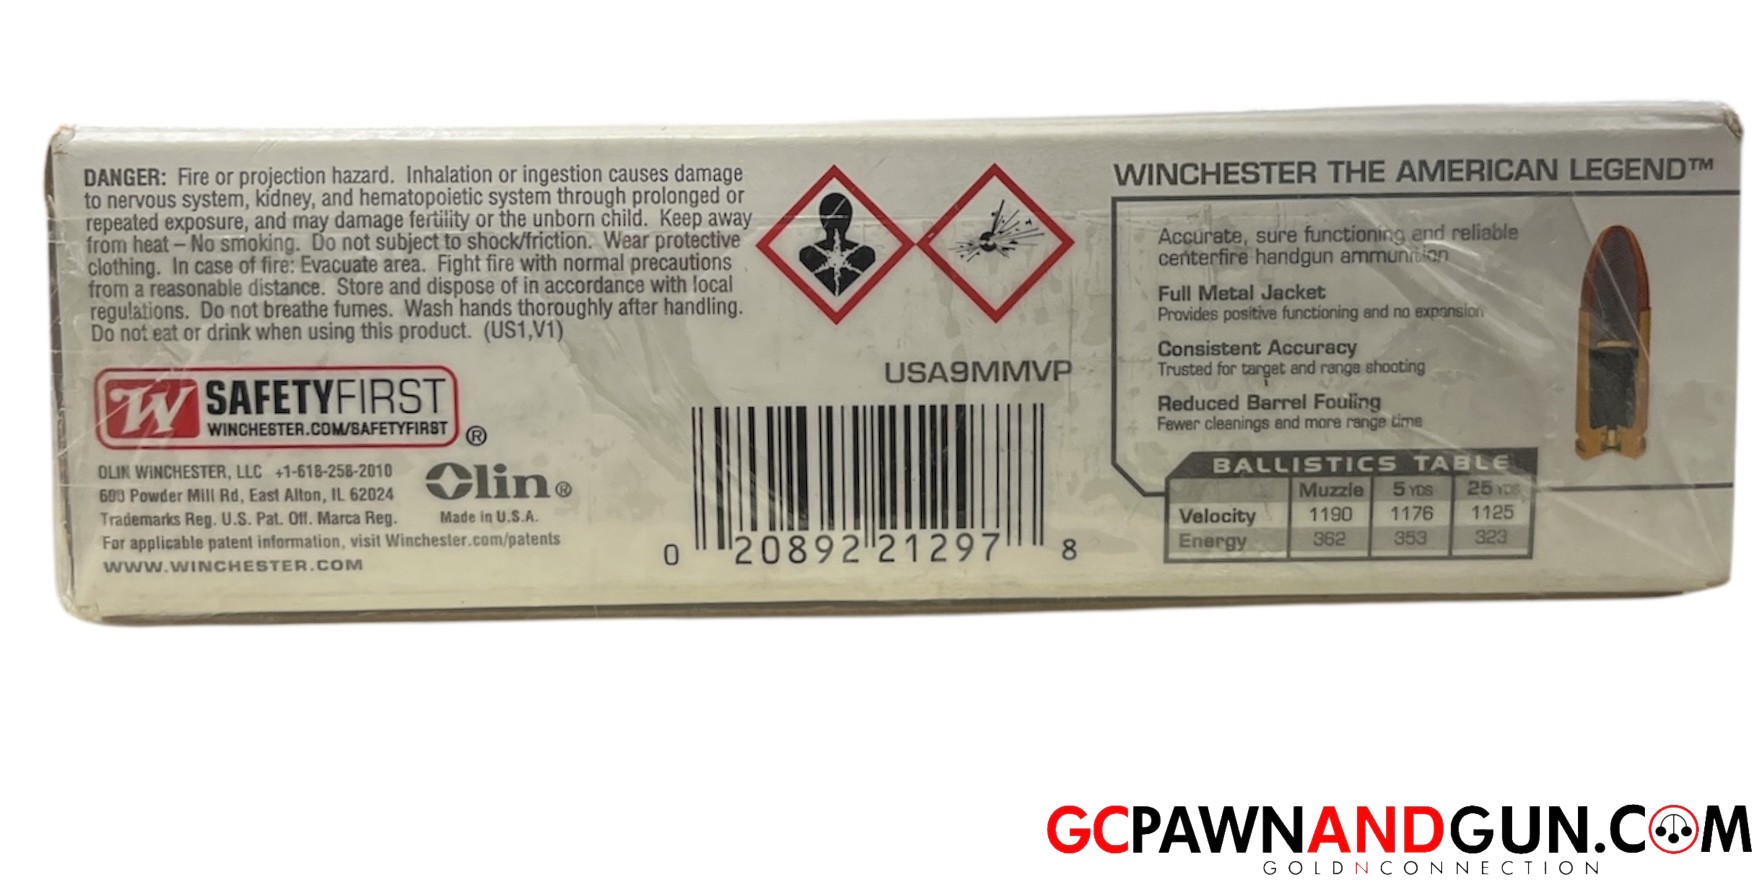 DANGER: Fire or projection hazard. Inhalation or ingestion causes damage
to nervous system, kidney, and hematopoietic system through prolonged or
repeated exposure, and may damage fertility or the unborn child. Keep away
from heat – No smoking. Do not subject to shock/friction. Wear protective
clothing. In case of fire: Evacuate area. Fight fire with normal precautions
from a reasonable distance. Store and dispose of in accordance with local
regulations. Do not breathe fumes. Wash hands thoroughly after handling.
Do not eat or drink when using this product. (US1,V1)
W SAFETYFIRST
WINCHESTER.COM/SAFETYFIRST
®
OLIN WINCHESTER, LLC +1-618-258-2010
600 Powder Mill Rd, East Alton, IL 62024
Trademarks Reg. U.S. Pat. Off. Marca Reg.
Olin®
Made in U.S.A.
For applicable patent information, visit Winchester.com/patents
WWW.WINCHESTER.COM
USA9MMVP
0 20892 21297 8
WINCHESTER THE AMERICAN LEGEND™
Accurate, sure functioning and reliable
centerfire handgun ammunition
Full Metal Jacket
Provides positive functioning and no expansion
Consistent Accuracy
Trusted for target and range shooting
Reduced Barrel Fouling
Fewer cleanings and more range time
BALLISTICS TABLE
Muzzle 5 YDS 25 YDS
Velocity 1190 1176 1125
Energy 362 353 323
GCPAWNANDGUN.COM
GOLDNCONNECTION